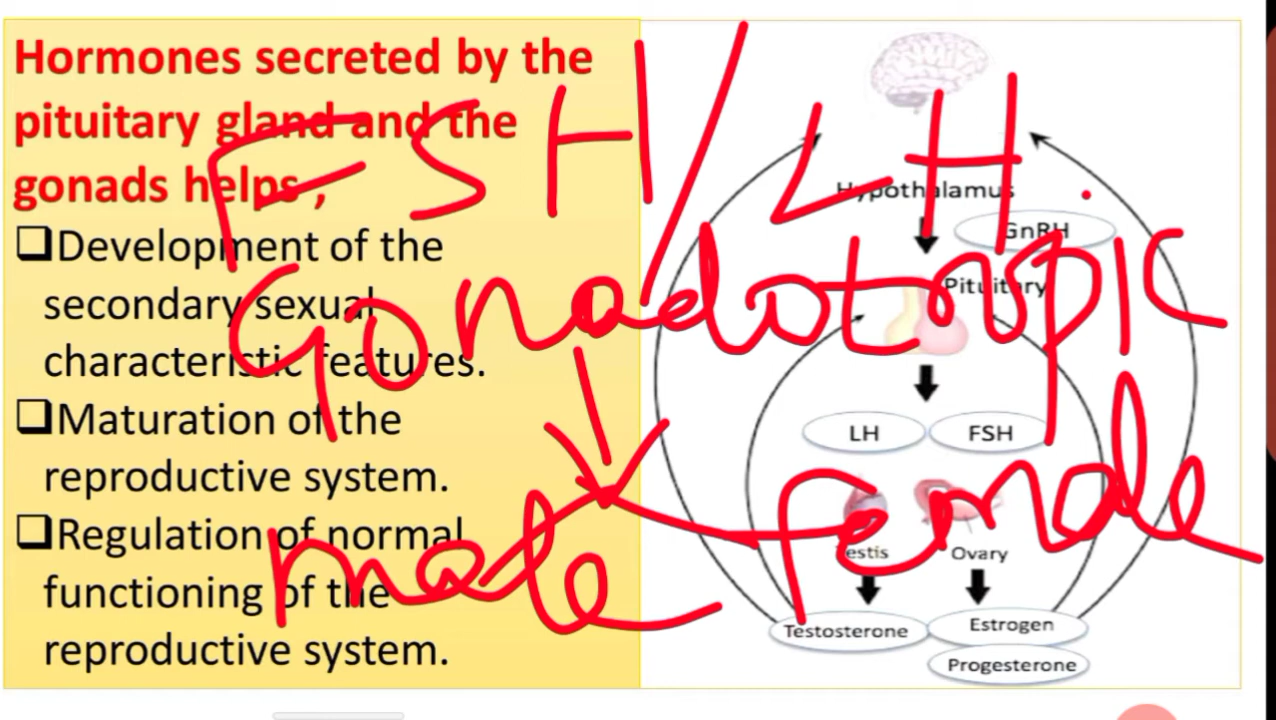 Hormones secreted by the
pituitary gland and the
gonads helps ,
❑Development of the
secondary sexual
characteristic features.
❑Maturation of the
reproductive system.
❑Regulation of normal
functioning of the
reproductive system.
Hypothalamus
GnRH
Pituitary
LH
FSH
Testis
Ovary
Testosterone
Estrogen
Progesterone
FSH / LH.
Gonadotropic
male female